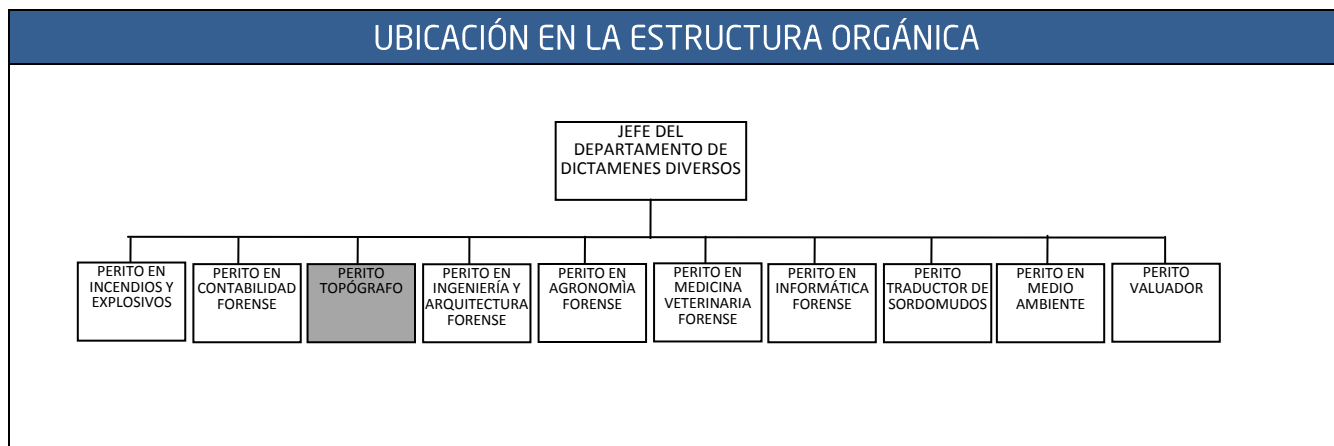 UBICACIÓN EN LA ESTRUCTURA ORGÁNICA
JEFE DEL
DEPARTAMENTO DE
DICTAMENES DIVERSOS
PERITO EN
INCENDIOS Y
EXPLOSIVOS
PERITO EN
CONTABILIDAD
FORENSE
PERITO
TOPÓGRAFO
PERITO EN
INGENIERÍA Y
ARQUITECTURA
FORENSE
PERITO EN
AGRONOMÌA
FORENSE
PERITO EN
MEDICINA
VETERINARIA
FORENSE
PERITO EN
INFORMÁTICA
FORENSE
PERITO
TRADUCTOR DE
SORDOMUDOS
PERITO EN
MEDIO
AMBIENTE
PERITO
VALUADOR